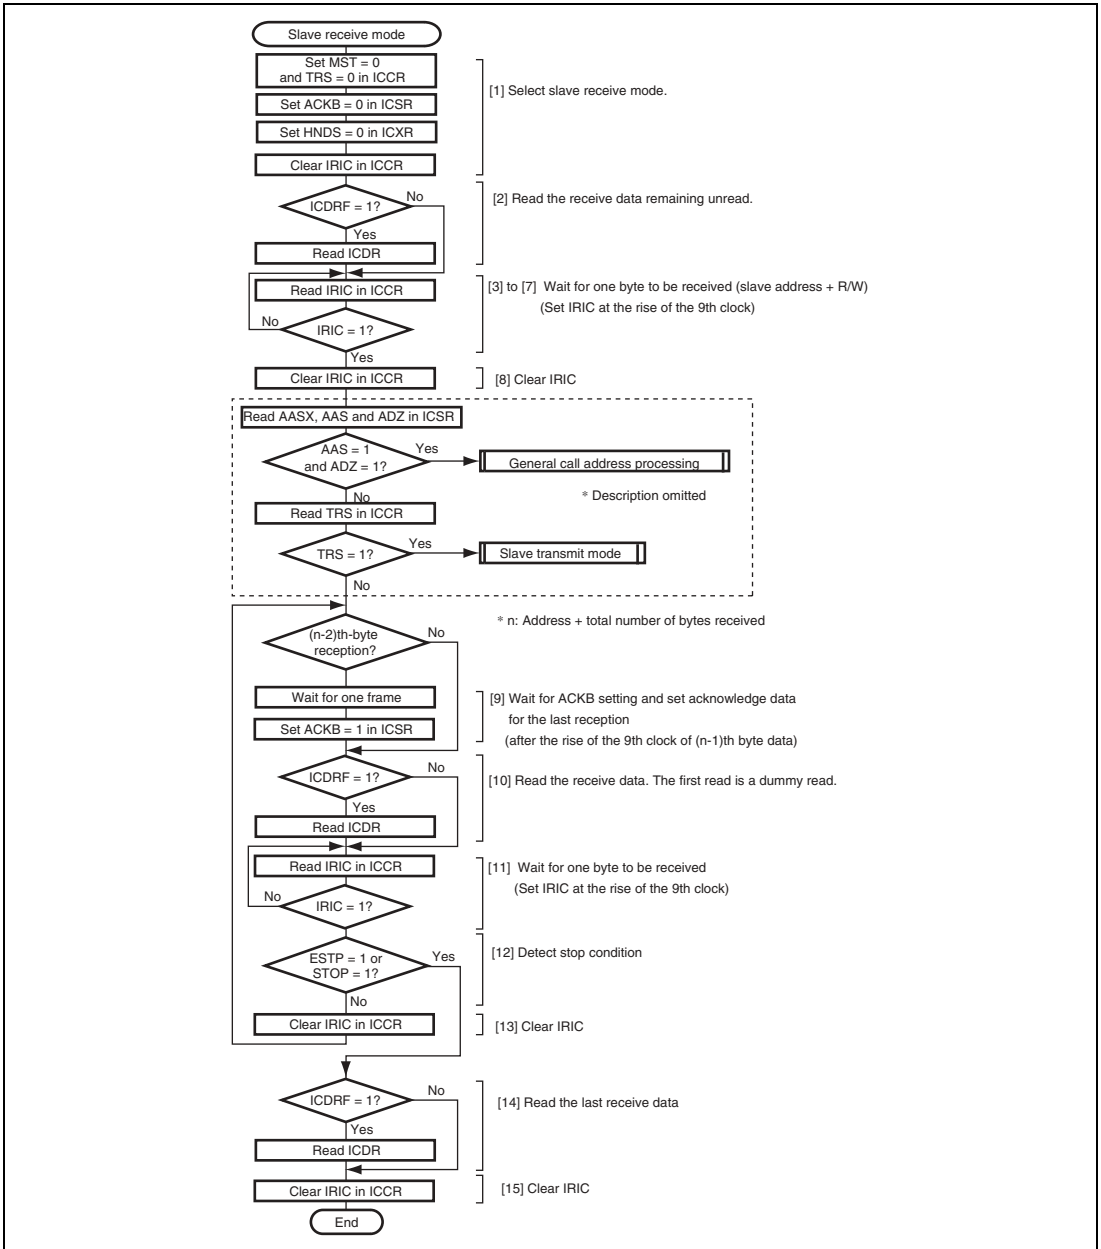 Slave receive mode
Set MST = 0
and TRS = 0 in ICCR
[1] Select slave receive mode.
Set ACKB = 0 in ICSR
Set HNDS = 0 in ICXR
Clear IRIC in ICCR
No
ICDRF = 1?
[2] Read the receive data remaining unread.
Yes
Read ICDR
Read IRIC in ICCR
[3] to [7] Wait for one byte to be received (slave address + R/W)
(Set IRIC at the rise of the 9th clock)
No
IRIC = 1?
Yes
Clear IRIC in ICCR
[8] Clear IRIC
Read AASX, AAS and ADZ in ICSR
AAS = 1
and ADZ = 1?
Yes
General call address processing
* Description omitted
No
Read TRS in ICCR
TRS = 1?
Yes
Slave transmit mode
No
* n: Address + total number of bytes received
(n-2)th-byte
reception?
No
Wait for one frame
Set ACKB = 1 in ICSR
[9] Wait for ACKB setting and set acknowledge data
for the last reception
(after the rise of the 9th clock of (n-1)th byte data)
ICDRF = 1?
No
[10] Read the receive data. The first read is a dummy read.
Yes
Read ICDR
Read IRIC in ICCR
[11] Wait for one byte to be received
(Set IRIC at the rise of the 9th clock)
No
IRIC = 1?
ESTP = 1 or
STOP = 1?
Yes
[12] Detect stop condition
No
Clear IRIC in ICCR
[13] Clear IRIC
ICDRF = 1?
No
[14] Read the last receive data
Yes
Read ICDR
Clear IRIC in ICCR
[15] Clear IRIC
End